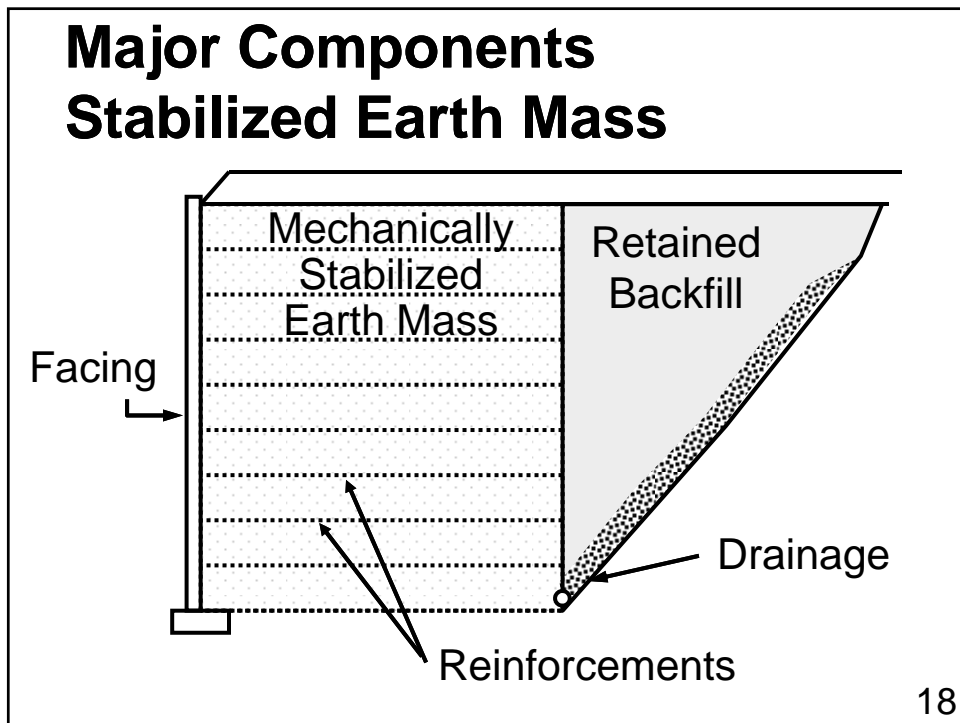 Major Components
Stabilized Earth Mass
Mechanically
Stabilized
Earth Mass
Retained
Backfill
Facing
Drainage
Reinforcements
18